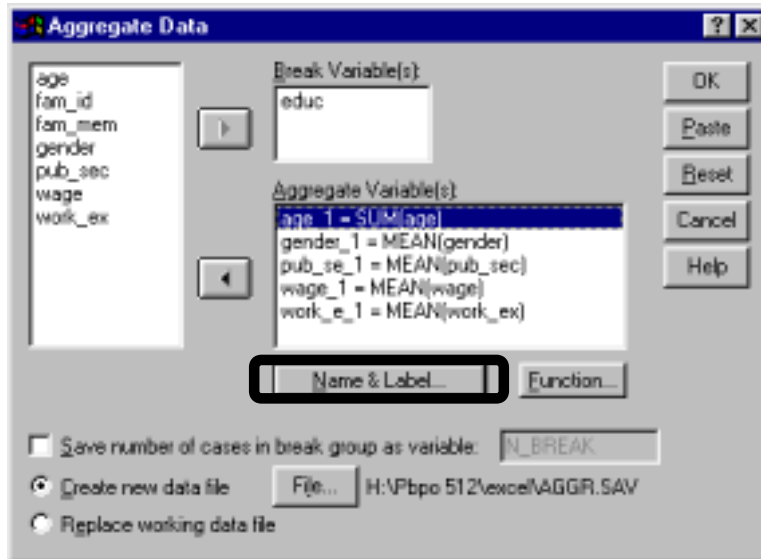 Aggregate Data
age
fam_id
fam_mem
gender
pub_sec
wage
work_ex
Break Variable(s):
educ
Aggregate Variable(s):
age_1 = SUM(age)
gender_1 = MEAN(gender)
pub_se_1 = MEAN(pub_sec)
wage_1 = MEAN(wage)
work_e_1 = MEAN(work_ex)
Name & Label...
Function...
OK
Paste
Reset
Cancel
Help
Save number of cases in break group as variable: N_BREAK
Create new data file File... H:\Pbpo 512\excel\AGGR.SAV
Replace working data file